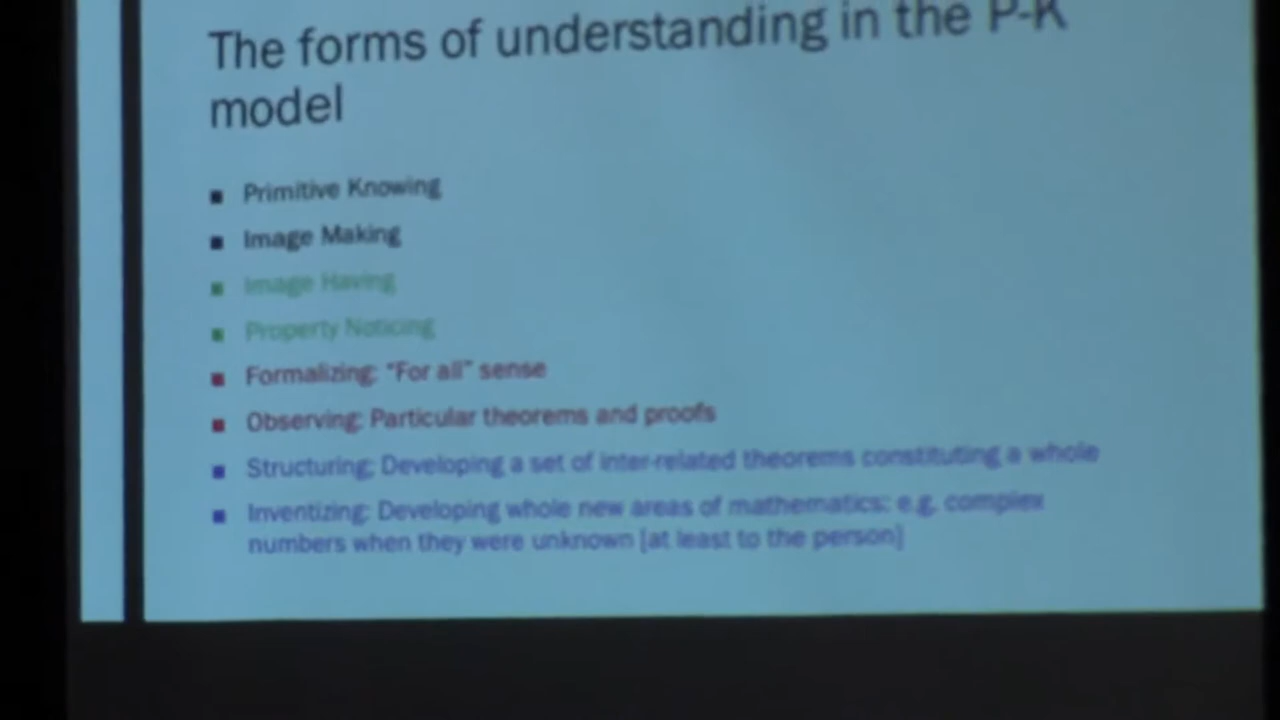 The forms of understanding in the P-K
model
▪ Primitive Knowing
▪ Image Making
▪ Image Having
▪ Property Noticing
▪ Formalizing: “For all” sense
▪ Observing: Particular theorems and proofs
▪ Structuring: Developing a set of inter-related theorems constituting a whole
▪ Inventizing: Developing whole new areas of mathematics: e.g. complex
numbers when they were unknown [at least to the person]